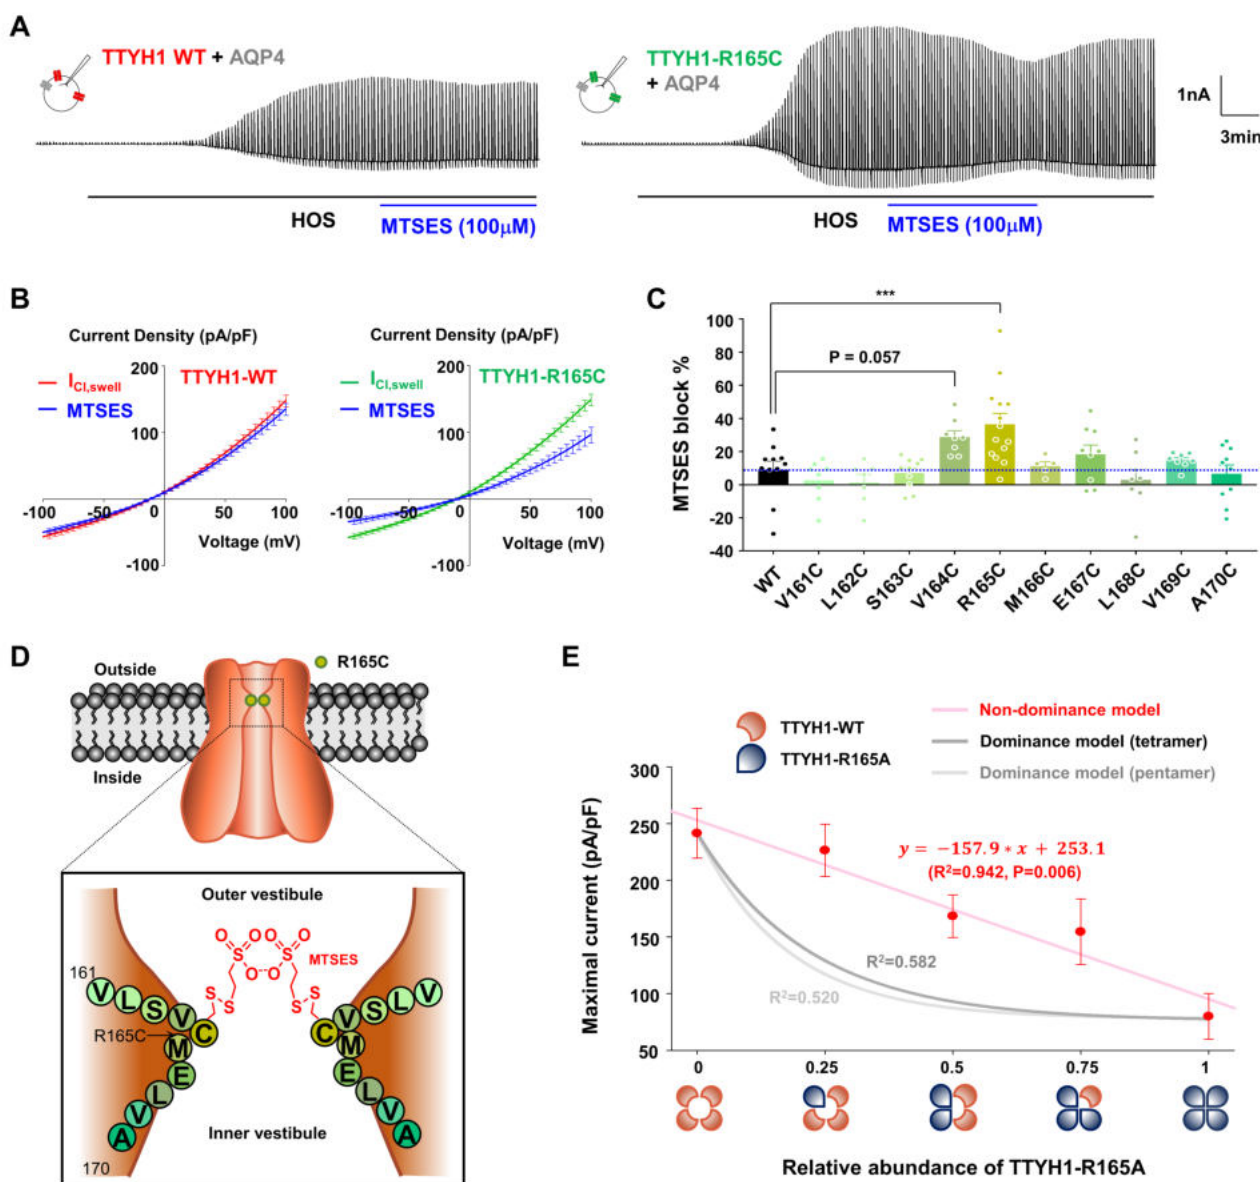 A
TTYH1 WT + AQP4
TTYH1-R165C
+ AQP4
1nA
3min
HOS
MTSES (100μM)
HOS
MTSES (100μM)
B
Current Density (pA/pF)
200
I Cl,swell
TTYH1-WT
MTSES
100
-100
-50
0
50
100
Voltage (mV)
-100
Current Density (pA/pF)
200
I Cl,swell
TTYH1-R165C
MTSES
100
-100
-50
0
50
100
Voltage (mV)
-100
C
MTSES block %
***
P = 0.057
100
80
60
40
20
0
-20
-40
WT
V161C
L162C
S163C
V164C
R165C
M166C
E167C
L168C
V169C
A170C
D
Outside
R165C
Inside
Outer vestibule
O O O O
S S
O O
MTSES
S S S S
161
V L S V C
C V S L V
R165C
M M
E E
L L
V V
A A
170
Inner vestibule
E
TTYH1-WT
TTYH1-R165A
Non-dominance model
Dominance model (tetramer)
Dominance model (pentamer)
Maximal current (pA/pF)
300
250
200
150
100
50
y = −157.9 * x + 253.1
(R²=0.942, P=0.006)
R²=0.582
R²=0.520
0 0.25 0.5 0.75 1
Relative abundance of TTYH1-R165A